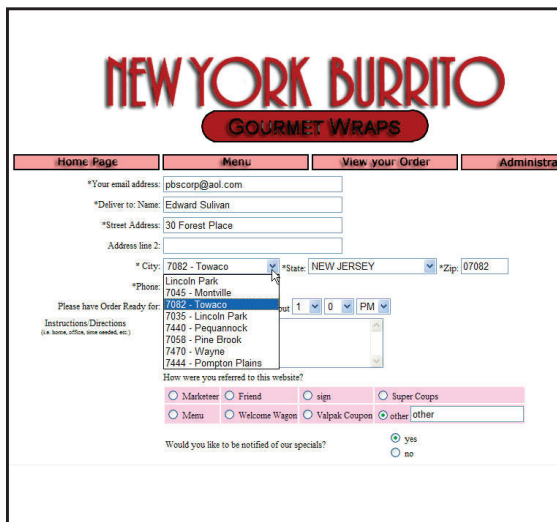 NEW YORK BURRITO
GOURMET WRAPS
Home Page Menu View your Order Administra
*Your email address: pbscorp@aol.com
*Deliver to: Name: Edward Sulivan
*Street Address: 30 Forest Place
Address line 2:
* City: 7082 - Towaco *State: NEW JERSEY *Zip: 07082
*Phone:
Lincoln Park
7045 - Montville
7082 - Towaco
7035 - Lincoln Park
7440 - Pequannock
7058 - Pine Brook
7470 - Wayne
7444 - Pompton Plains
Please have Order Ready for: out 1 0 PM
Instructions/Directions
(i.e. home, office, time needed, etc.)
How were you referred to this website?
Marketeer Friend sign Super Coups
Menu Welcome Wagon Valpak Coupon other other
Would you like to be notified of our specials? yes
no